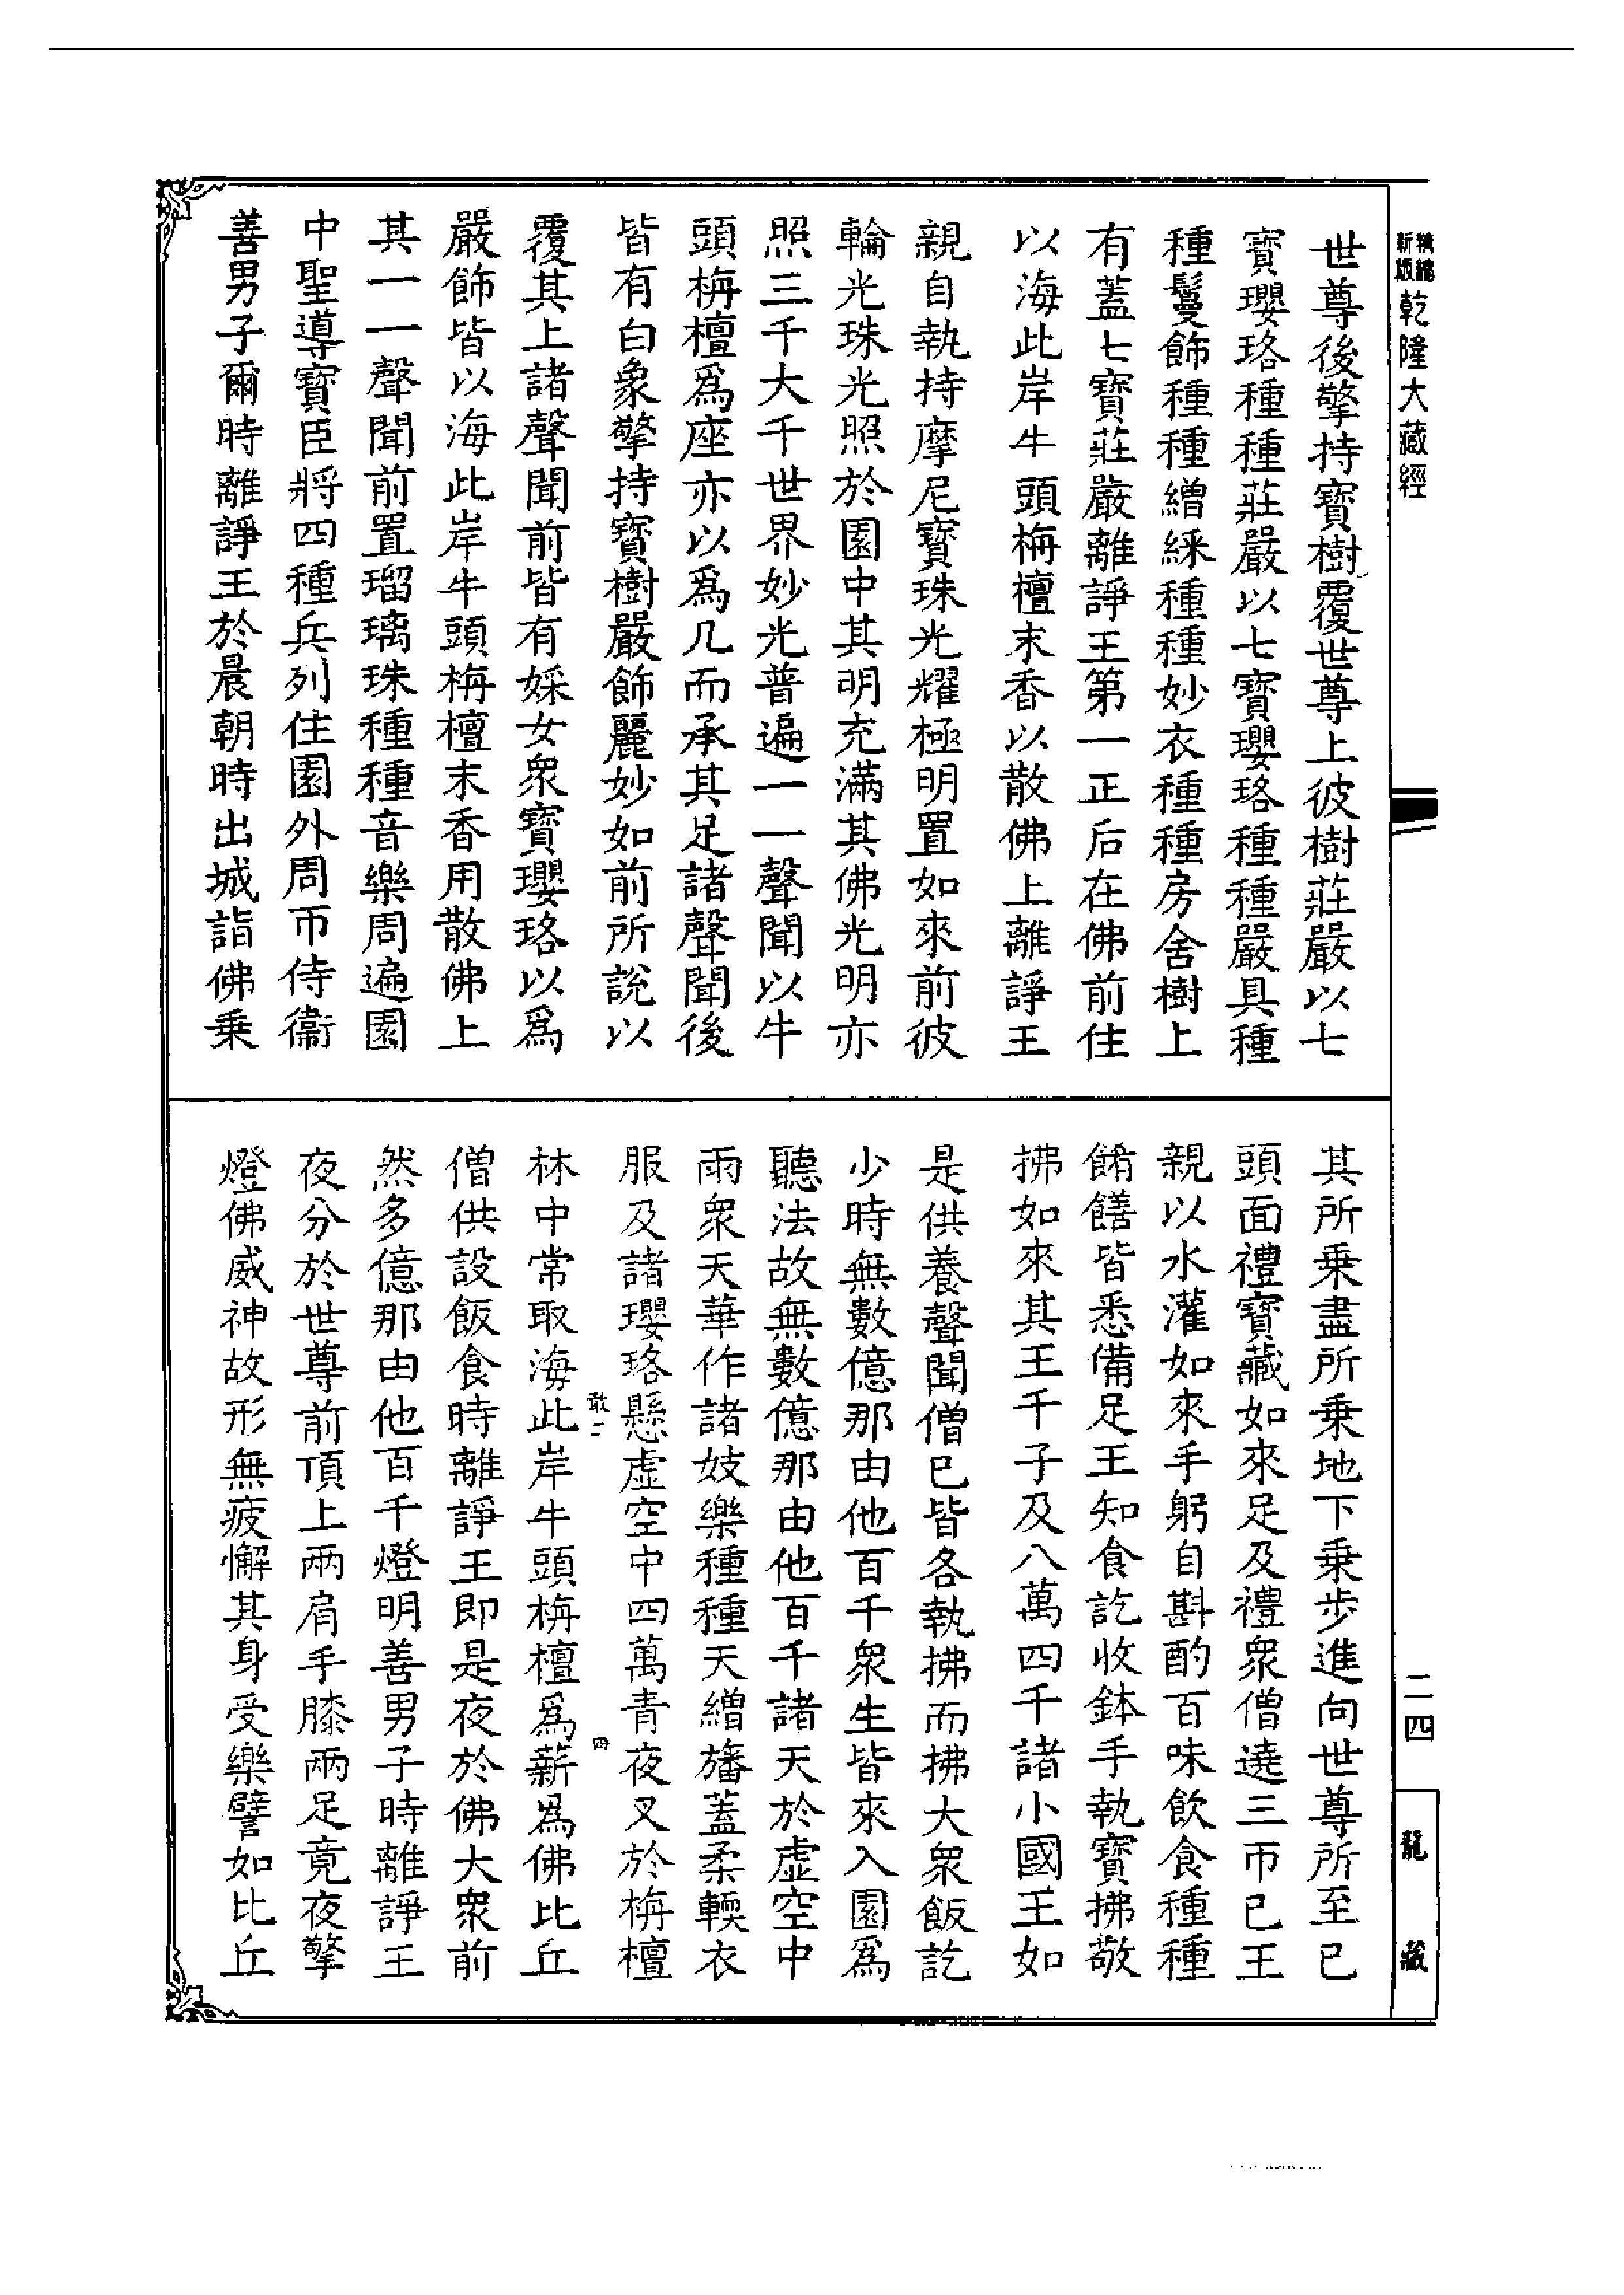 乾隆大藏經
世尊後擎持寶樹覆世尊上彼樹莊嚴以七
寶瓔珞種種莊嚴以七寶瓔珞種種嚴具種
種鬘飾種種繒綵種種妙衣種種房舍樹上
有蓋七寶莊嚴離諍王第一正后在佛前住
以海此岸牛頭栴檀末香以散佛上離諍王
親自執持摩尼寶珠光耀極明置如來前彼
輪光珠光照於園中其明充滿其佛光明亦
照三千大千世界妙光普遍一一聲聞以牛
頭栴檀爲座亦以爲几而承其足諸聲聞後
皆有白象擎持寶樹嚴飾麗妙如前所說以
覆其上諸聲聞前皆有婇女衆寶瓔珞以爲
嚴飾皆以海此岸牛頭栴檀末香用散佛上
其一一聲聞前置瑠璃珠種種音樂周遍園
中聖導寶臣將四種兵列住園外周帀侍衞
善男子爾時離諍王於晨朝時出城詣佛乗
其所乗盡所乗地下乗步進向世尊所至已
頭面禮寶藏如來足及禮衆僧遶三帀已王
親以水灌如來手躬自斟酌百味飲食種種
餚饍皆悉備足王知食訖收鉢手執寶拂敬
拂如來其王千子及八萬四千諸小國王如
是供養聲聞僧已皆各執拂而拂大衆飯訖
少時無數億那由他百千衆生皆來入園爲
聽法故無數億那由他百千諸天於虛空中
雨衆天華作諸妓樂種種天繒旛蓋柔輭衣
服及諸瓔珞懸虛空中四萬青夜叉於栴檀
林中常取海此岸牛頭栴檀爲薪爲佛比丘
僧供設飯食時離諍王即是夜於佛大衆前
然多億那由他百千燈明善男子時離諍王
夜分於世尊前頂上兩肩手膝兩足竟夜擎
燈佛威神故形無疲懈其身受樂譬如比丘
二四
龍藏